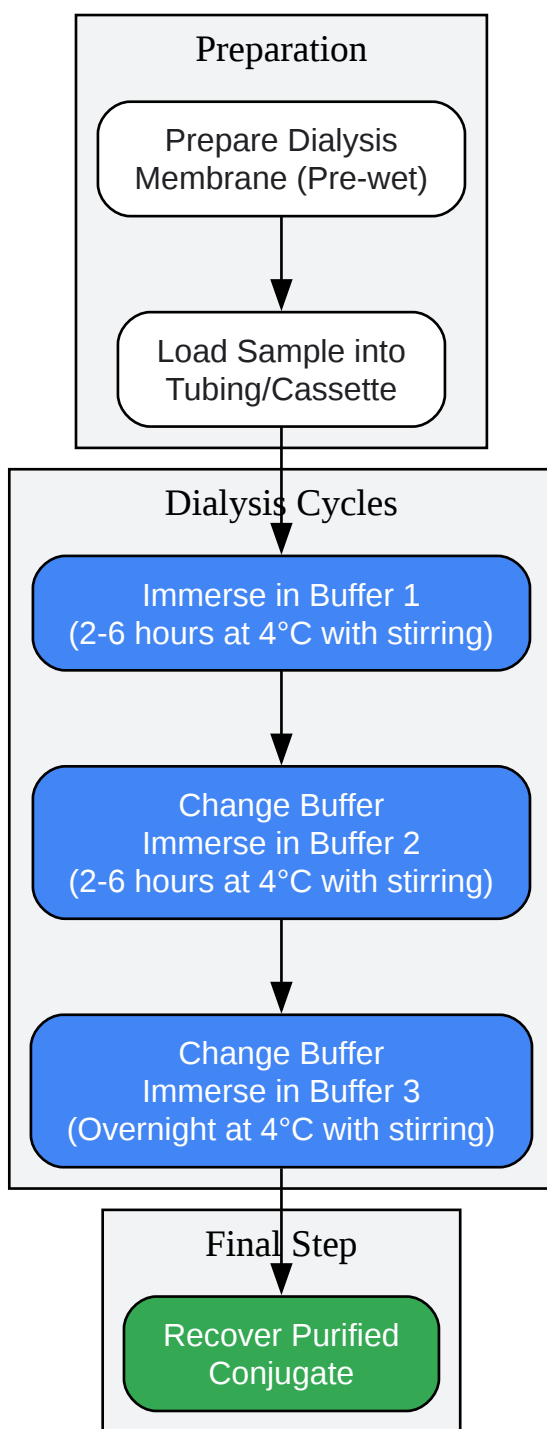 Preparation
Prepare Dialysis
Membrane (Pre-wet)
Load Sample into
Tubing/Cassette
Dialysis Cycles
Immerse in Buffer 1
(2-6 hours at 4°C with stirring)
Change Buffer
Immerse in Buffer 2
(2-6 hours at 4°C with stirring)
Change Buffer
Immerse in Buffer 3
(Overnight at 4°C with stirring)
Final Step
Recover Purified
Conjugate